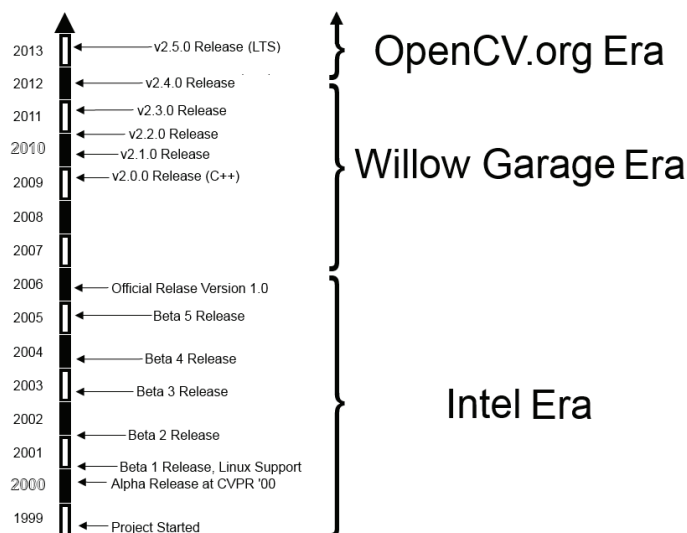 2013
v2.5.0 Release (LTS)
OpenCV.org Era
2012
v2.4.0 Release
2011
v2.3.0 Release
v2.2.0 Release
2010
v2.1.0 Release
Willow Garage Era
2009
v2.0.0 Release (C++)
2008
2007
2006
Official Relase Version 1.0
2005
Beta 5 Release
2004
Beta 4 Release
2003
Beta 3 Release
Intel Era
2002
Beta 2 Release
2001
Beta 1 Release, Linux Support
2000
Alpha Release at CVPR '00
1999
Project Started